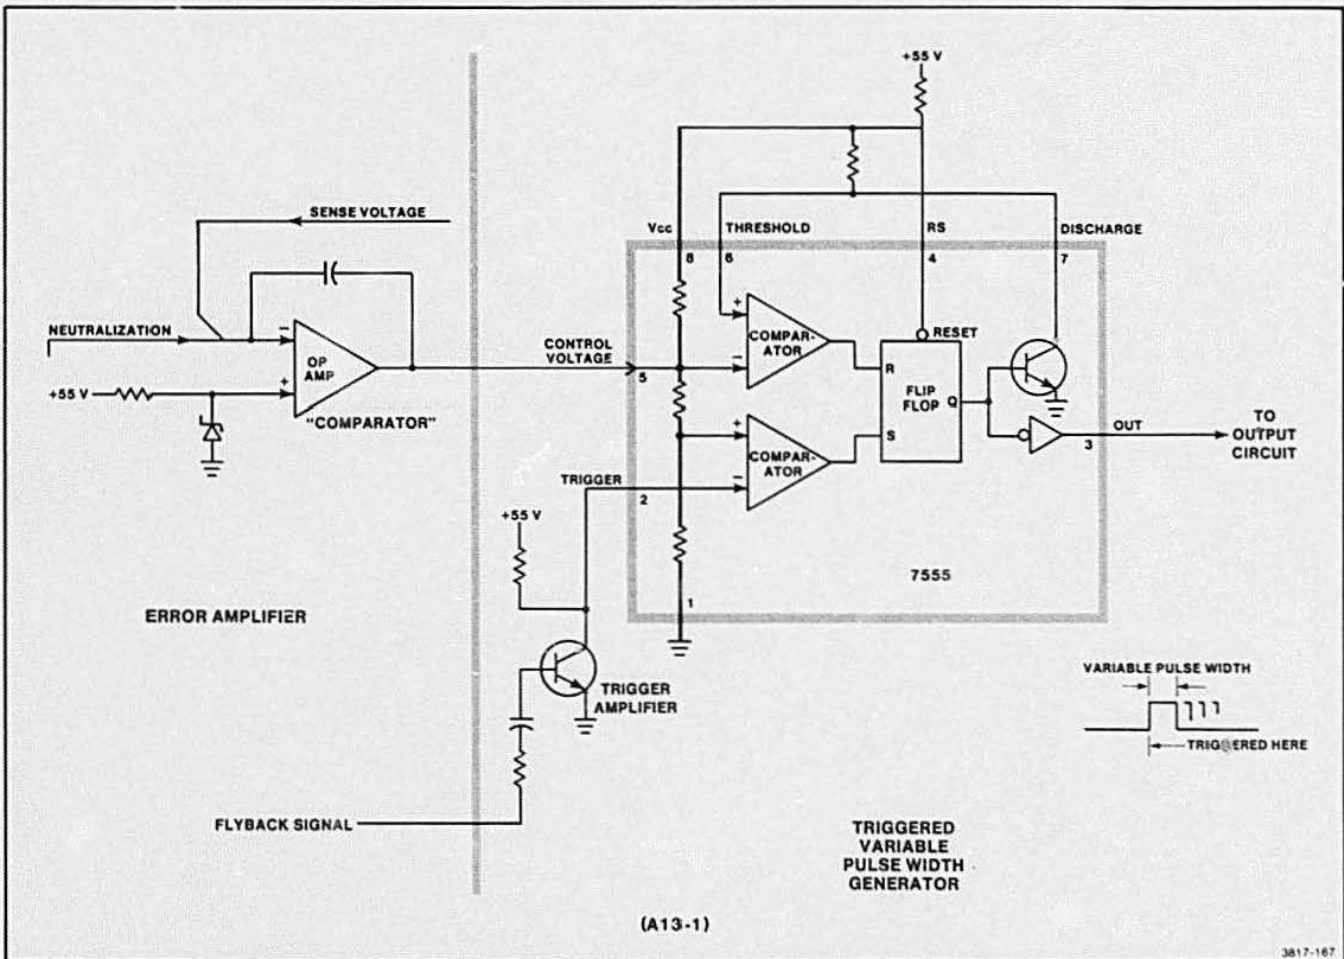 +55 V
SENSE VOLTAGE
Vcc
THRESHOLD
RS
DISCHARGE
8
6
4
7
NEUTRALIZATION
−
OP
AMP
+
+55 V
"COMPARATOR"
CONTROL
VOLTAGE
5
+
COMPAR-
ATOR
−
RESET
R
FLIP
FLOP
Q
S
+
COMPAR-
ATOR
−
OUT
3
TO
OUTPUT
CIRCUIT
TRIGGER
2
+55 V
7555
1
ERROR AMPLIFIER
TRIGGER
AMPLIFIER
VARIABLE PULSE WIDTH
TRIGGERED HERE
FLYBACK SIGNAL
TRIGGERED
VARIABLE
PULSE WIDTH
GENERATOR
(A13-1)
3817-167